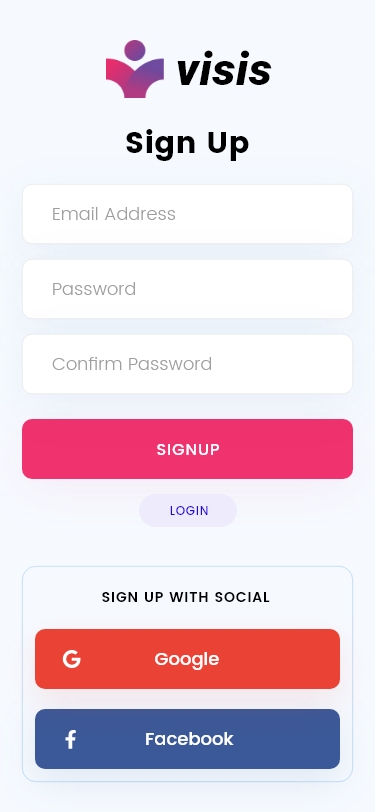 visis
Sign Up
Email Address
Password
Confirm Password
SIGNUP
LOGIN
SIGN UP WITH SOCIAL
Google
Facebook